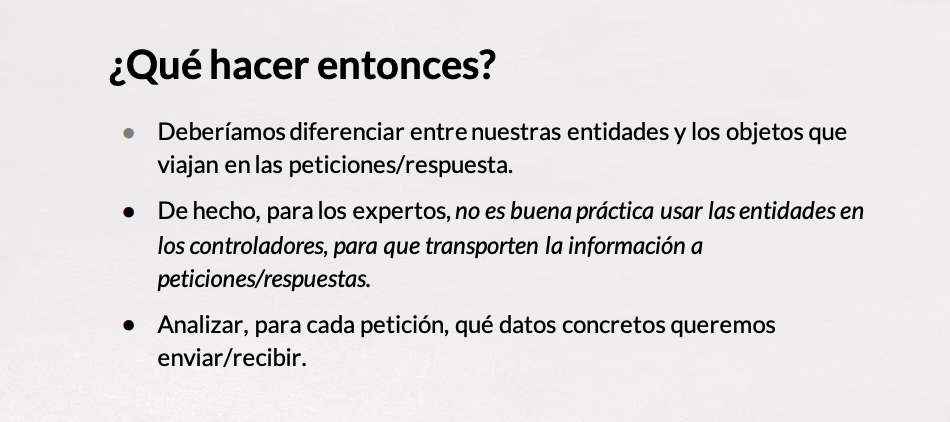 ¿Qué hacer entonces?
● Deberíamos diferenciar entre nuestras entidades y los objetos que
viajan en las peticiones/respuesta.
● De hecho, para los expertos, no es buena práctica usar las entidades en
los controladores, para que transporten la información a
peticiones/respuestas.
● Analizar, para cada petición, qué datos concretos queremos
enviar/recibir.